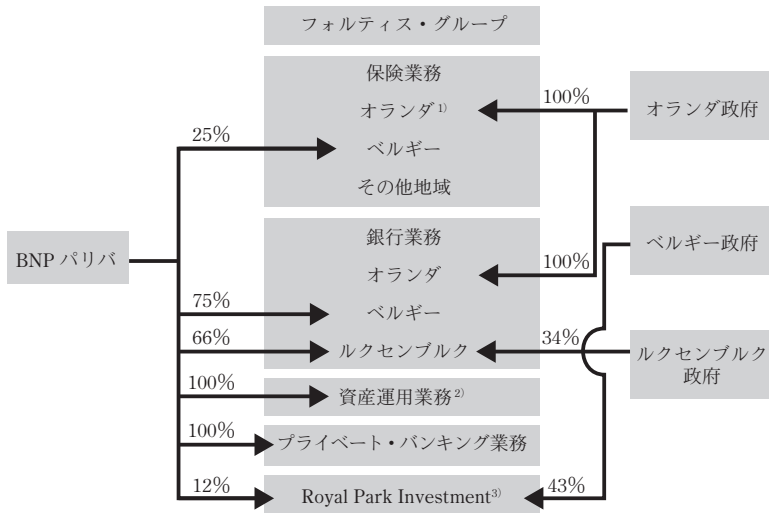 フォルティス・グループ
保険業務
オランダ1)
100%
オランダ政府
25%
ベルギー
その他地域
銀行業務
ベルギー政府
BNP パリバ
オランダ
100%
75%
ベルギー
66%
ルクセンブルク
34%
ルクセンブルク
政府
100%
資産運用業務2)
100%
プライベート・バンキング業務
12%
Royal Park Investment3)
43%